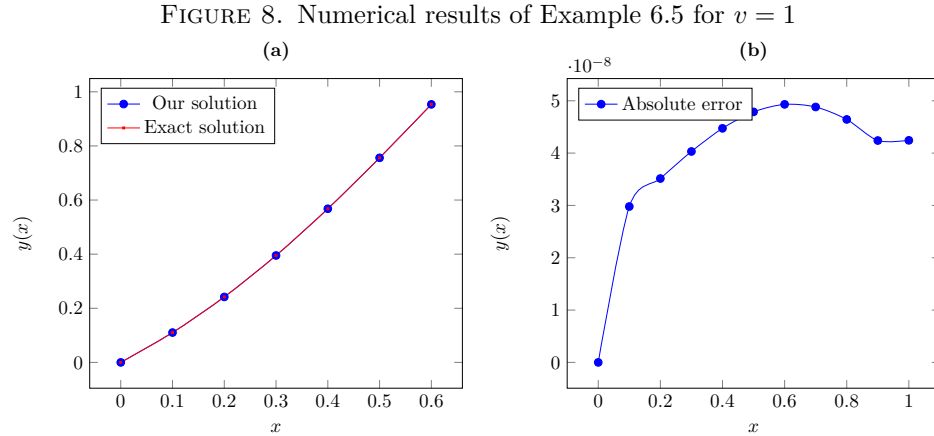 FIGURE 8. Numerical results of Example 6.5 for v = 1
(a)
1
0.8
0.6
0.4
0.2
0
0 0.1 0.2 0.3 0.4 0.5 0.6
x
y(x)
Our solution
Exact solution
(b)
·10⁻⁸
5
4
3
2
1
0
0 0.2 0.4 0.6 0.8 1
x
y(x)
Absolute error